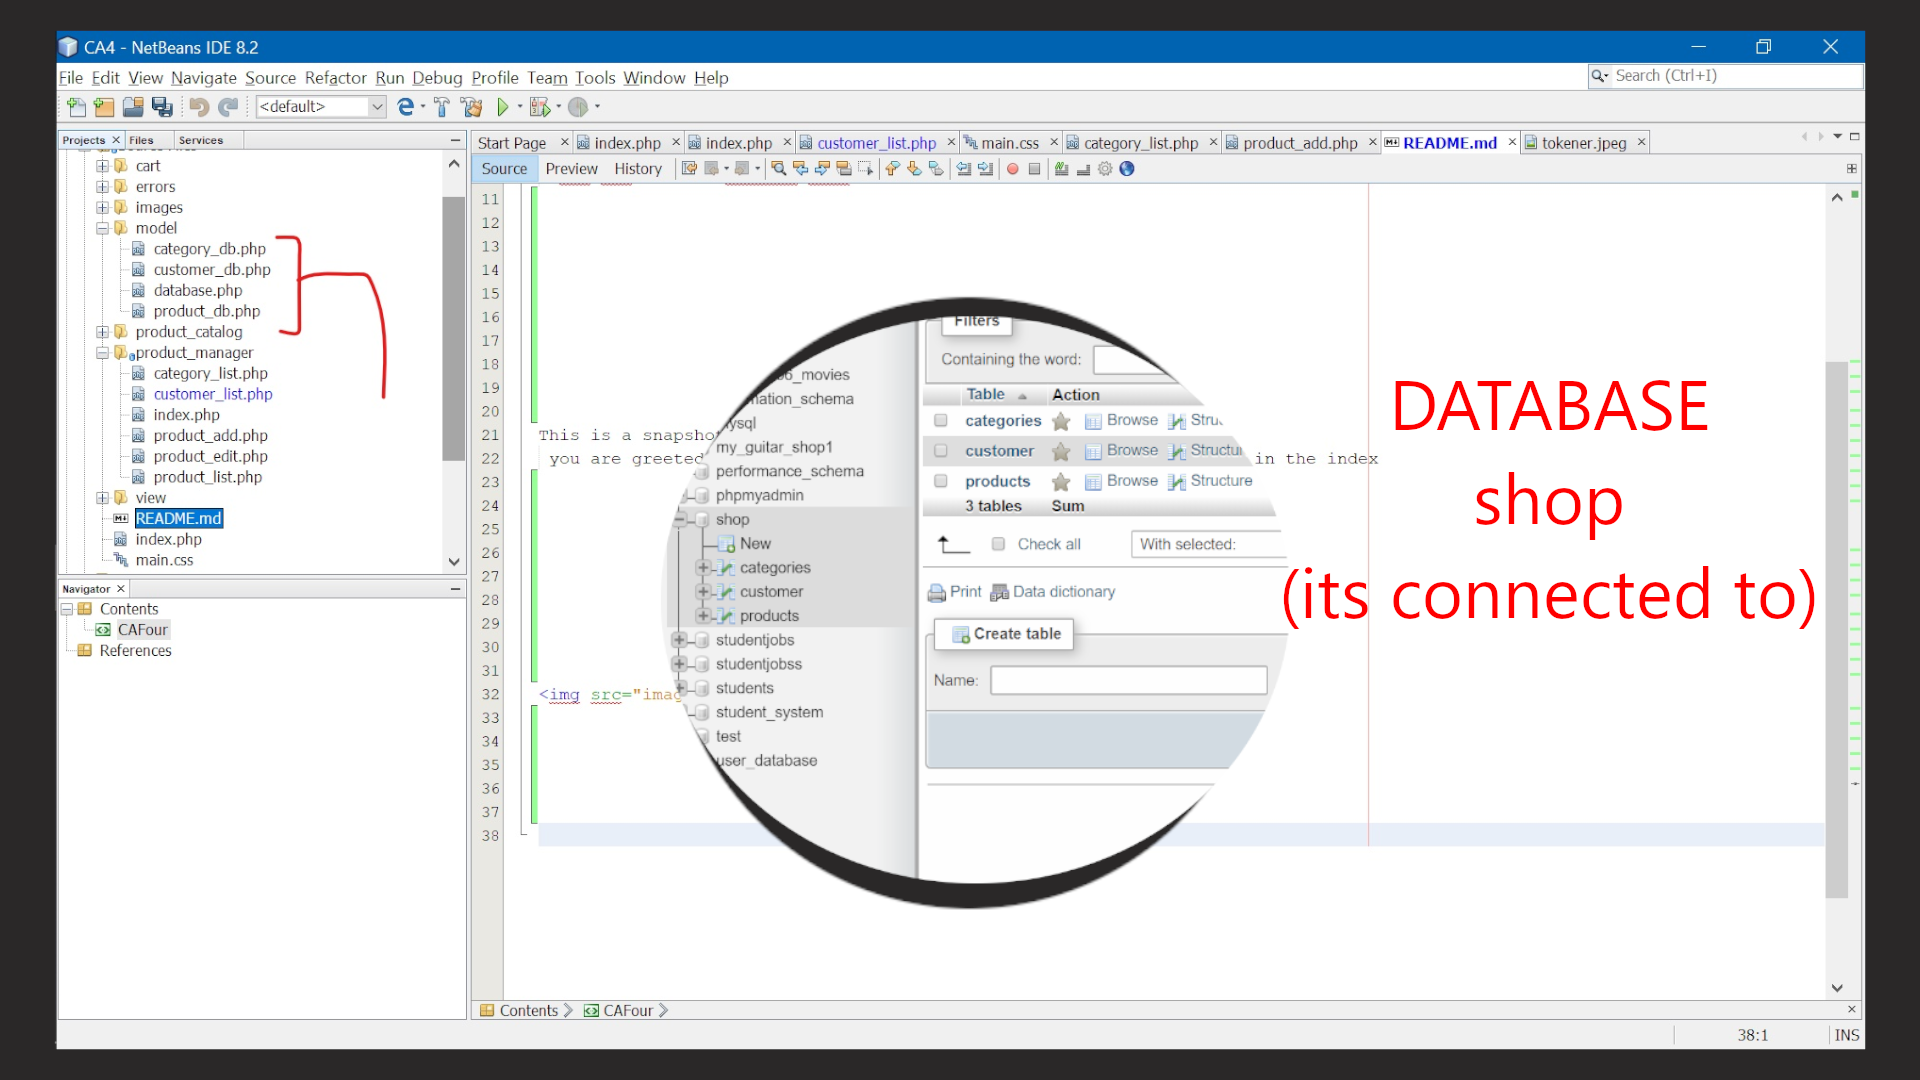 CA4 - NetBeans IDE 8.2
File Edit View Navigate Source Refactor Run Debug Profile Team Tools Window Help
Search (Ctrl+I)
<default>
Projects Files Services
Start Page index.php index.php customer_list.php main.css category_list.php product_add.php README.md tokener.jpeg
Source Preview History
cart
errors
images
model
category_db.php
customer_db.php
database.php
product_db.php
product_catalog
product_manager
category_list.php
customer_list.php
index.php
product_add.php
product_edit.php
product_list.php
view
README.md
index.php
main.css
Navigator
Contents
CAFour
References
11
12
13
14
15
16
17
18
19
20
21 This is a snapsho
22 you are greeted in the index
23
24
25
26
27
28
29
30
31
32 <img src="imag
33
34
35
36
37
38
_movies
mation_schema
mysql
my_guitar_shop1
performance_schema
phpmyadmin
shop
New
categories
customer
products
studentjobs
studentjobss
students
student_system
test
user_database
Filters
Containing the word:
Table Action
categories Browse Stru
customer Browse Structu
products Browse Structure
3 tables Sum
Check all With selected:
Print Data dictionary
Create table
Name:
DATABASE
shop
(its connected to)
Contents CAFour
38:1 INS